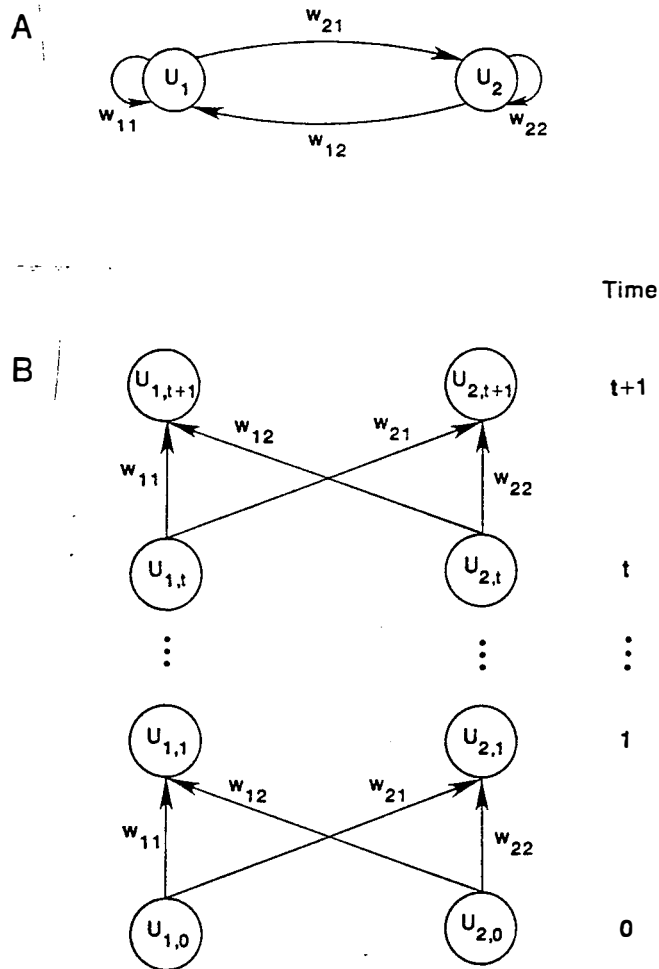 A
w21
U1 U2
w11 w12 w22
Time
B
U1,t+1 U2,t+1 t+1
w12 w21
w11 w22
U1,t U2,t t
⋮ ⋮ ⋮
U1,1 U2,1 1
w12 w21
w11 w22
U1,0 U2,0 0